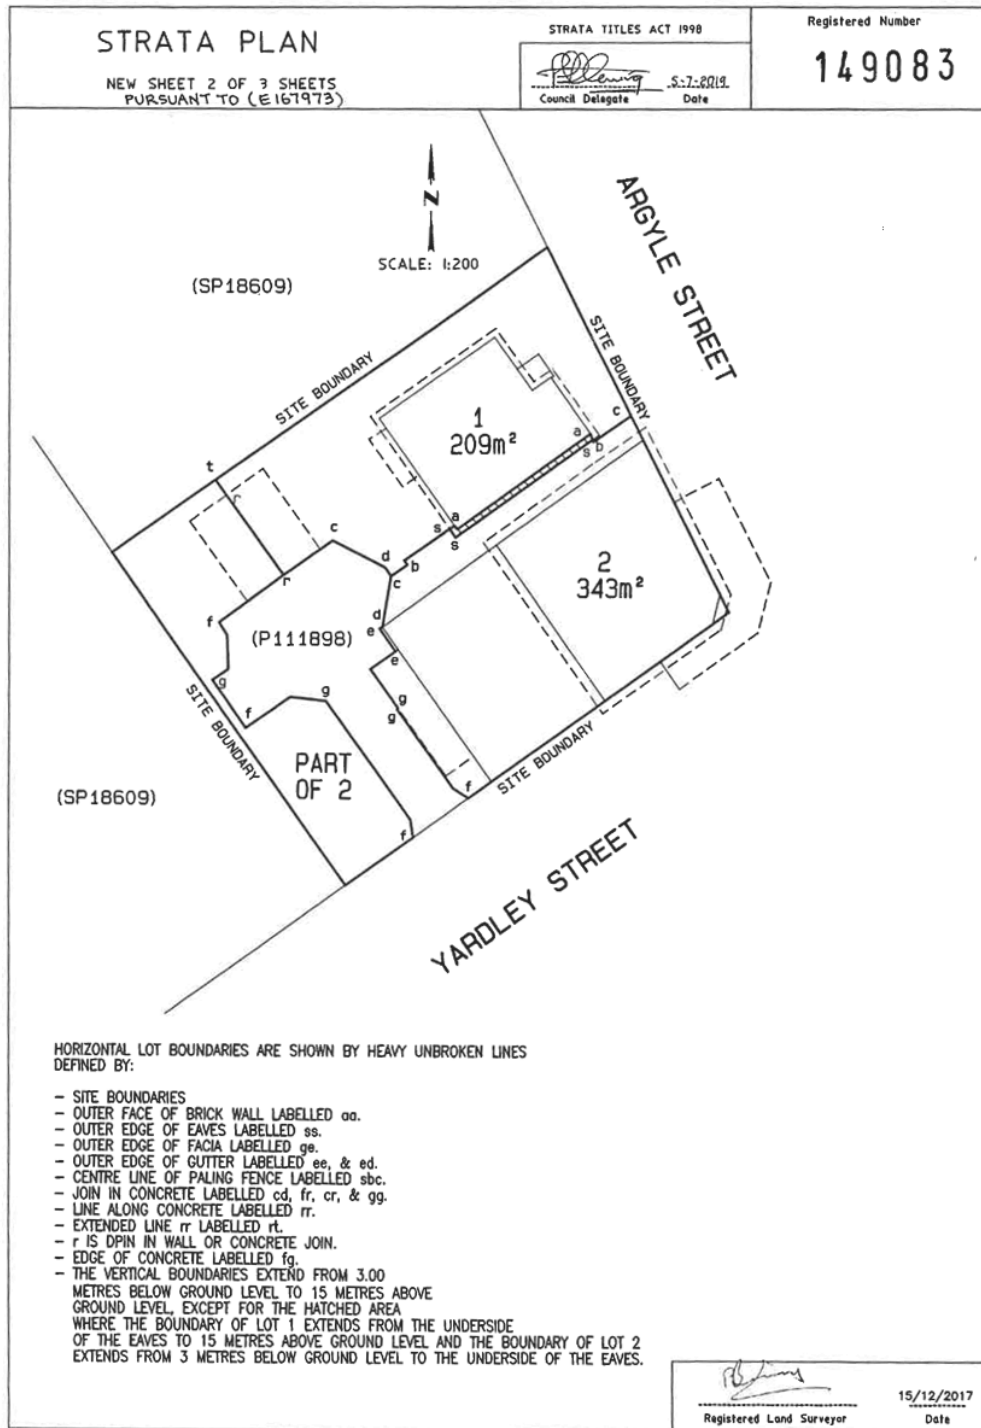 STRATA PLAN
NEW SHEET 2 OF 3 SHEETS
PURSUANT TO (E167973)
STRATA TITLES ACT 1998
5-7-2019
Council Delegate Date
Registered Number
149083
N
SCALE: 1:200
ARGYLE STREET
(SP18609)
SITE BOUNDARY
SITE BOUNDARY
1
209m²
c
a
b
s
t
r
a
s
s
c
d
b
c
r
2
343m²
f
d
e
(P111898)
e
g
g
g
g
f
SITE BOUNDARY
PART
OF 2
SITE BOUNDARY
f
f
(SP18609)
YARDLEY STREET
HORIZONTAL LOT BOUNDARIES ARE SHOWN BY HEAVY UNBROKEN LINES
DEFINED BY:
- SITE BOUNDARIES
- OUTER FACE OF BRICK WALL LABELLED aa.
- OUTER EDGE OF EAVES LABELLED ss.
- OUTER EDGE OF FACIA LABELLED ge.
- OUTER EDGE OF GUTTER LABELLED ee, & ed.
- CENTRE LINE OF PALING FENCE LABELLED sbc.
- JOIN IN CONCRETE LABELLED cd, fr, cr, & gg.
- LINE ALONG CONCRETE LABELLED rr.
- EXTENDED LINE rr LABELLED rt.
- r IS DPIN IN WALL OR CONCRETE JOIN.
- EDGE OF CONCRETE LABELLED fg.
- THE VERTICAL BOUNDARIES EXTEND FROM 3.00
METRES BELOW GROUND LEVEL TO 15 METRES ABOVE
GROUND LEVEL, EXCEPT FOR THE HATCHED AREA
WHERE THE BOUNDARY OF LOT 1 EXTENDS FROM THE UNDERSIDE
OF THE EAVES TO 15 METRES ABOVE GROUND LEVEL AND THE BOUNDARY OF LOT 2
EXTENDS FROM 3 METRES BELOW GROUND LEVEL TO THE UNDERSIDE OF THE EAVES.
15/12/2017
Registered Land Surveyor Date